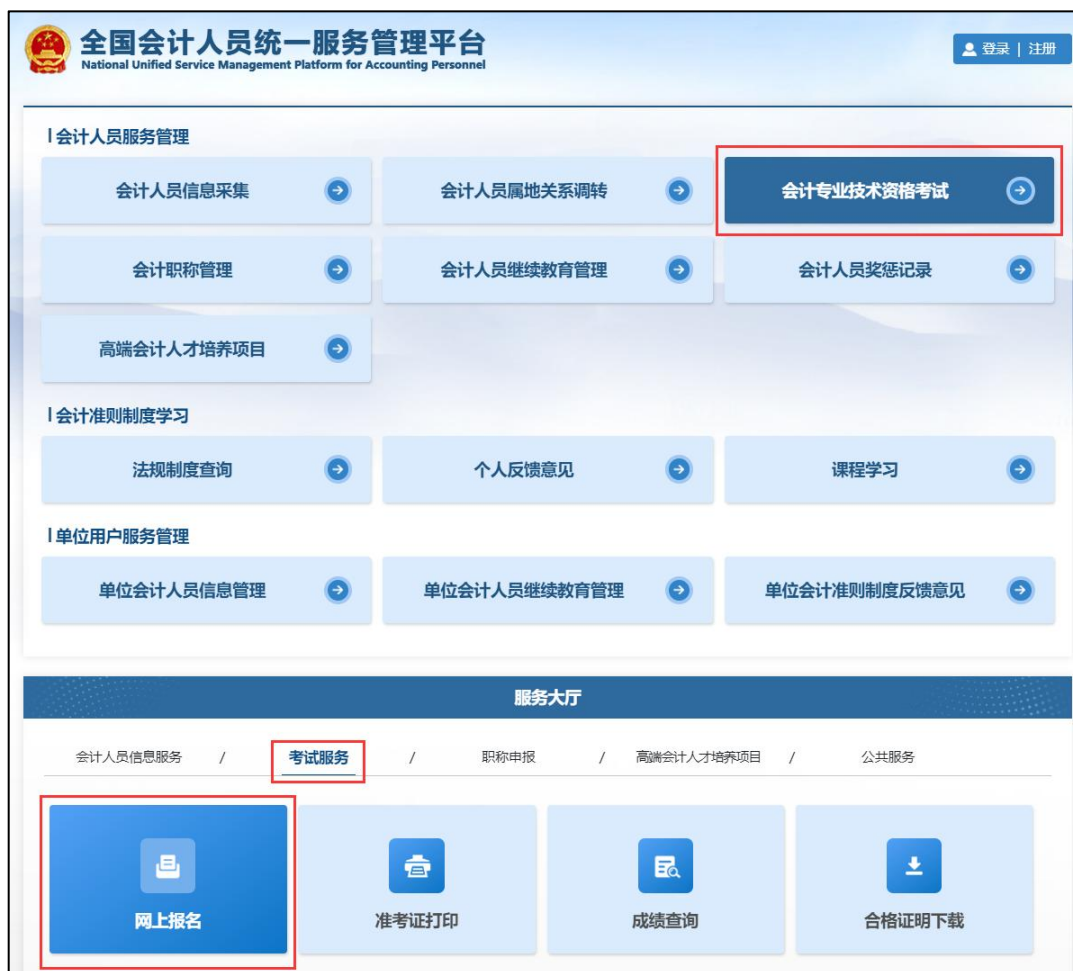 全国会计人员统一服务管理平台
National Unified Service Management Platform for Accounting Personnel
登录 | 注册
会计人员服务管理
会计人员信息采集 会计人员属地关系调转 会计专业技术资格考试
会计职称管理 会计人员继续教育管理 会计人员奖惩记录
高端会计人才培养项目
会计准则制度学习
法规制度查询 个人反馈意见 课程学习
单位用户服务管理
单位会计人员信息管理 单位会计人员继续教育管理 单位会计准则制度反馈意见
服务大厅
会计人员信息服务 / 考试服务 / 职称申报 / 高端会计人才培养项目 / 公共服务
网上报名 准考证打印 成绩查询 合格证明下载